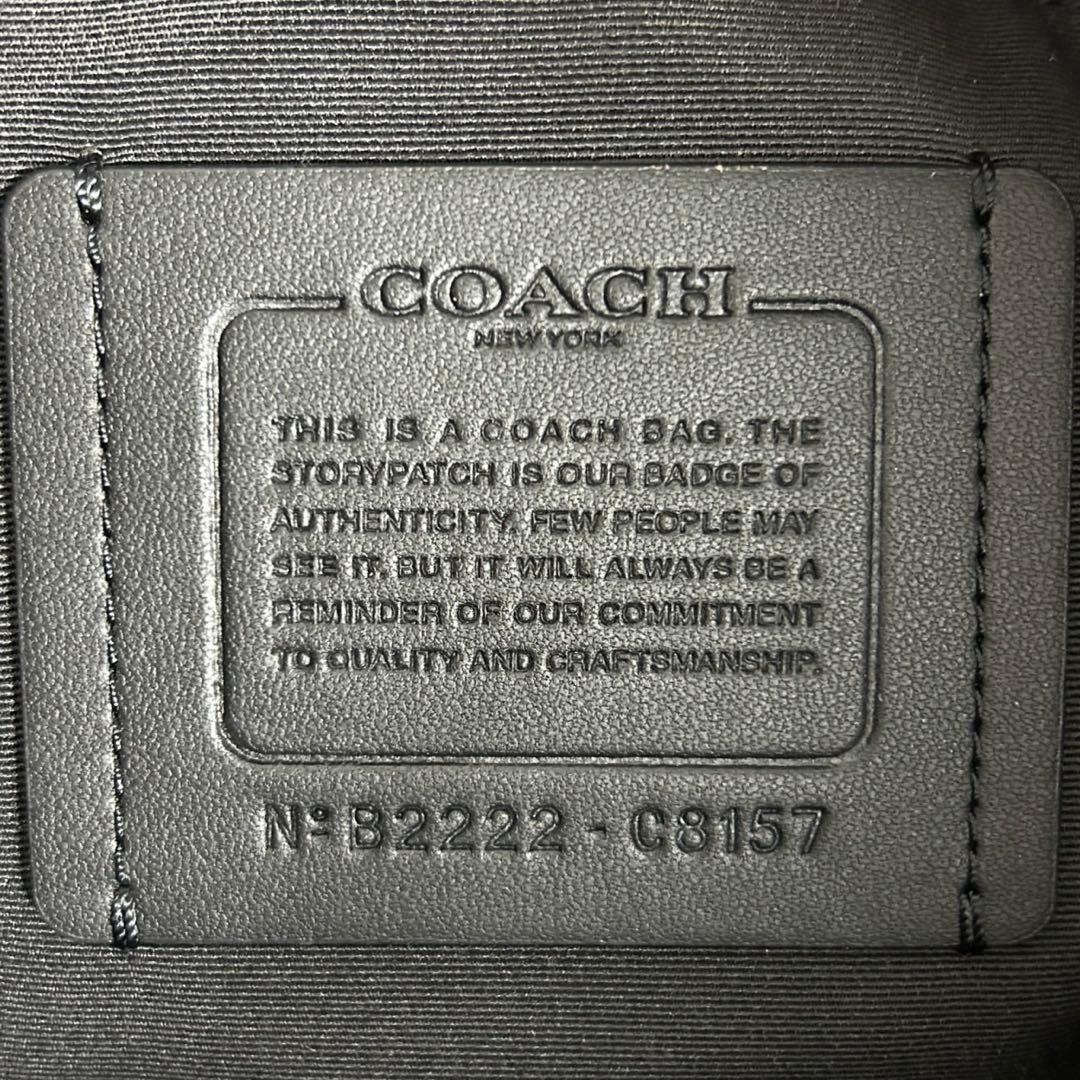 COACH
NEW YORK
THIS IS A COACH BAG. THE
STORYPATCH IS OUR BADGE OF
AUTHENTICITY. FEW PEOPLE MAY
SEE IT. BUT IT WILL ALWAYS BE A
REMINDER OF OUR COMMITMENT
TO QUALITY AND CRAFTSMANSHIP.
Nº B2222 - C8157